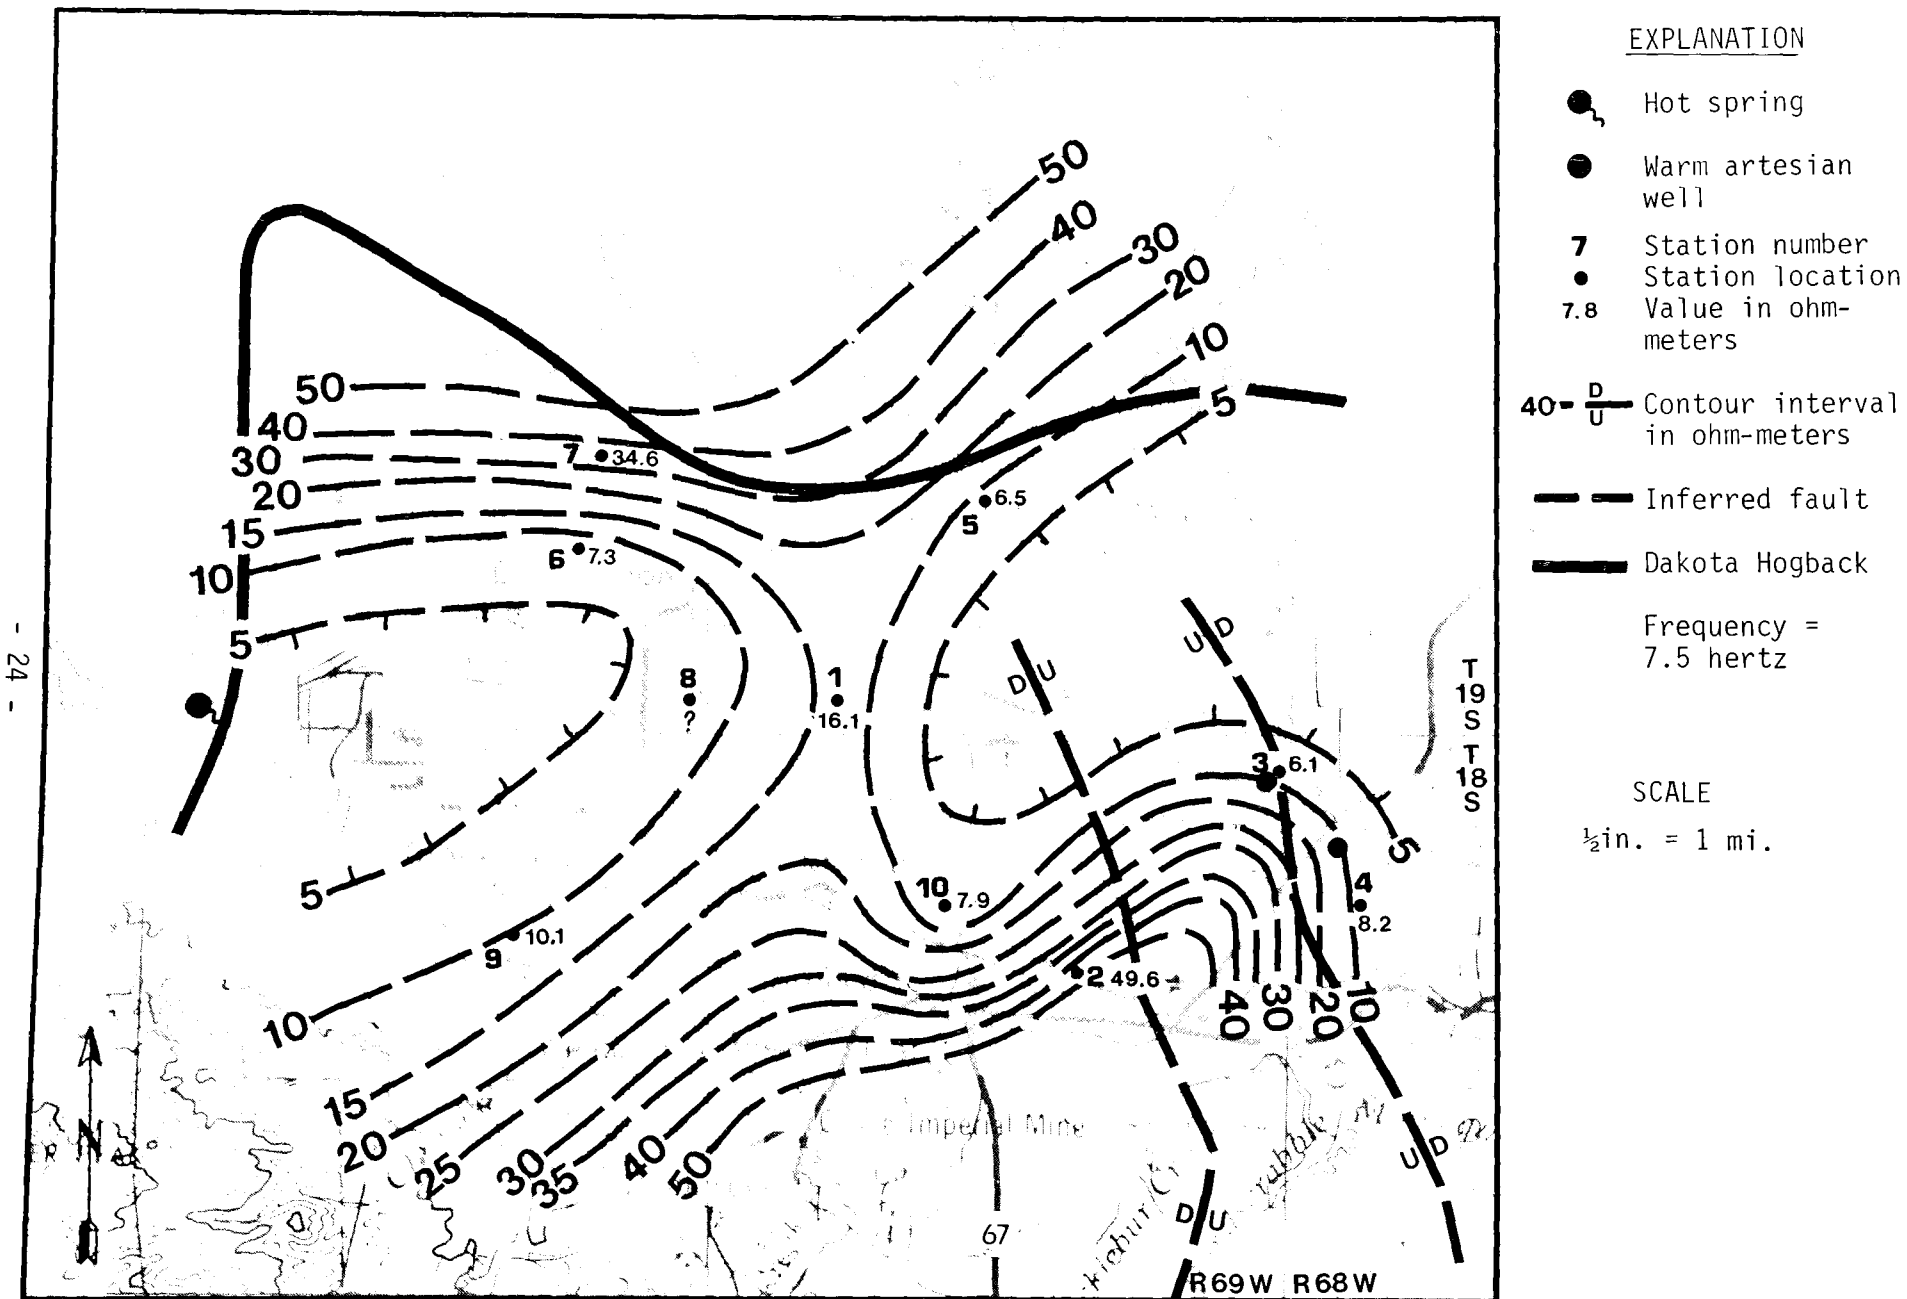 - 24 -
50
40
30
20
10
5
50
40
30
20
15
10
5
7
34.6
6
7.3
5
6.5
8
?
1
16.1
U D
D U
3
6.1
4
8.2
5
10
7.9
2
49.6
9
10.1
5
10
15
20
25
30
35
40
50
40
30
20
10
T
19
S
T
18
S
N
Imperial Mine
67
D U
U D
R69W R68W
EXPLANATION
Hot spring
Warm artesian
well
7 Station number
Station location
7.8 Value in ohm-
meters
40 D Contour interval
U in ohm-meters
Inferred fault
Dakota Hogback
Frequency =
7.5 hertz
SCALE
½in. = 1 mi.